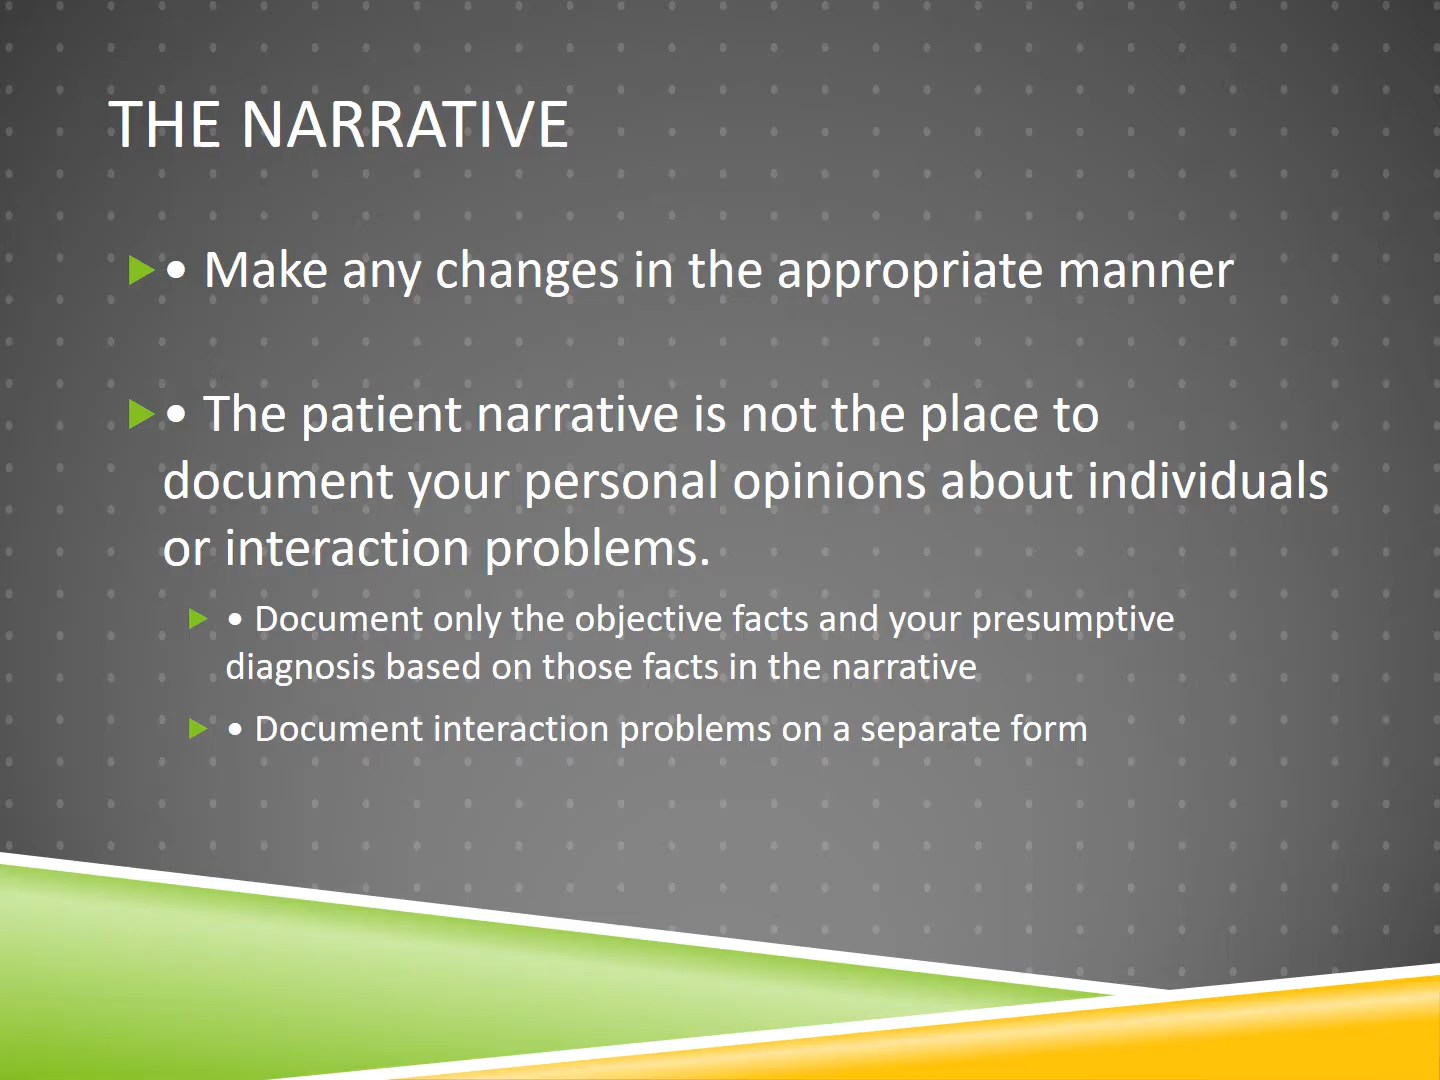 THE NARRATIVE
• Make any changes in the appropriate manner
• The patient narrative is not the place to
document your personal opinions about individuals
or interaction problems.
• Document only the objective facts and your presumptive
diagnosis based on those facts in the narrative
• Document interaction problems on a separate form